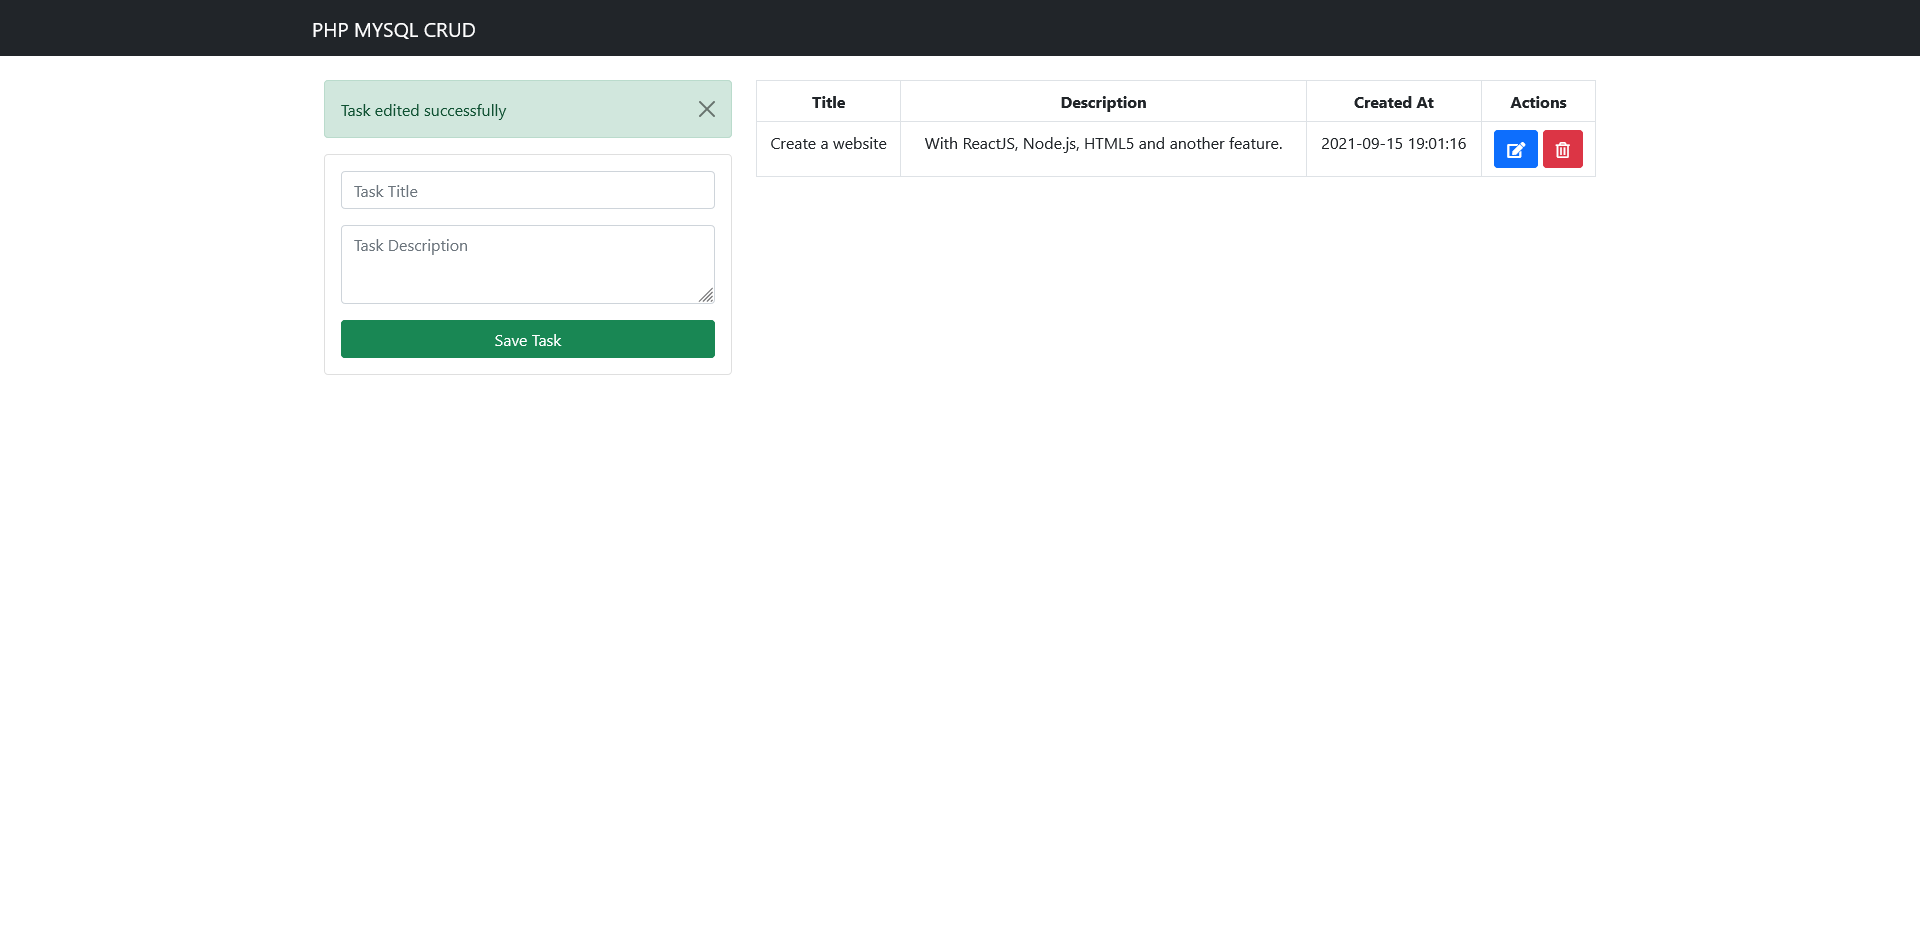 PHP MYSQL CRUD
Task edited successfully
Task Title
Task Description
Save Task
Title Description Created At Actions
Create a website With ReactJS, Node.js, HTML5 and another feature. 2021-09-15 19:01:16